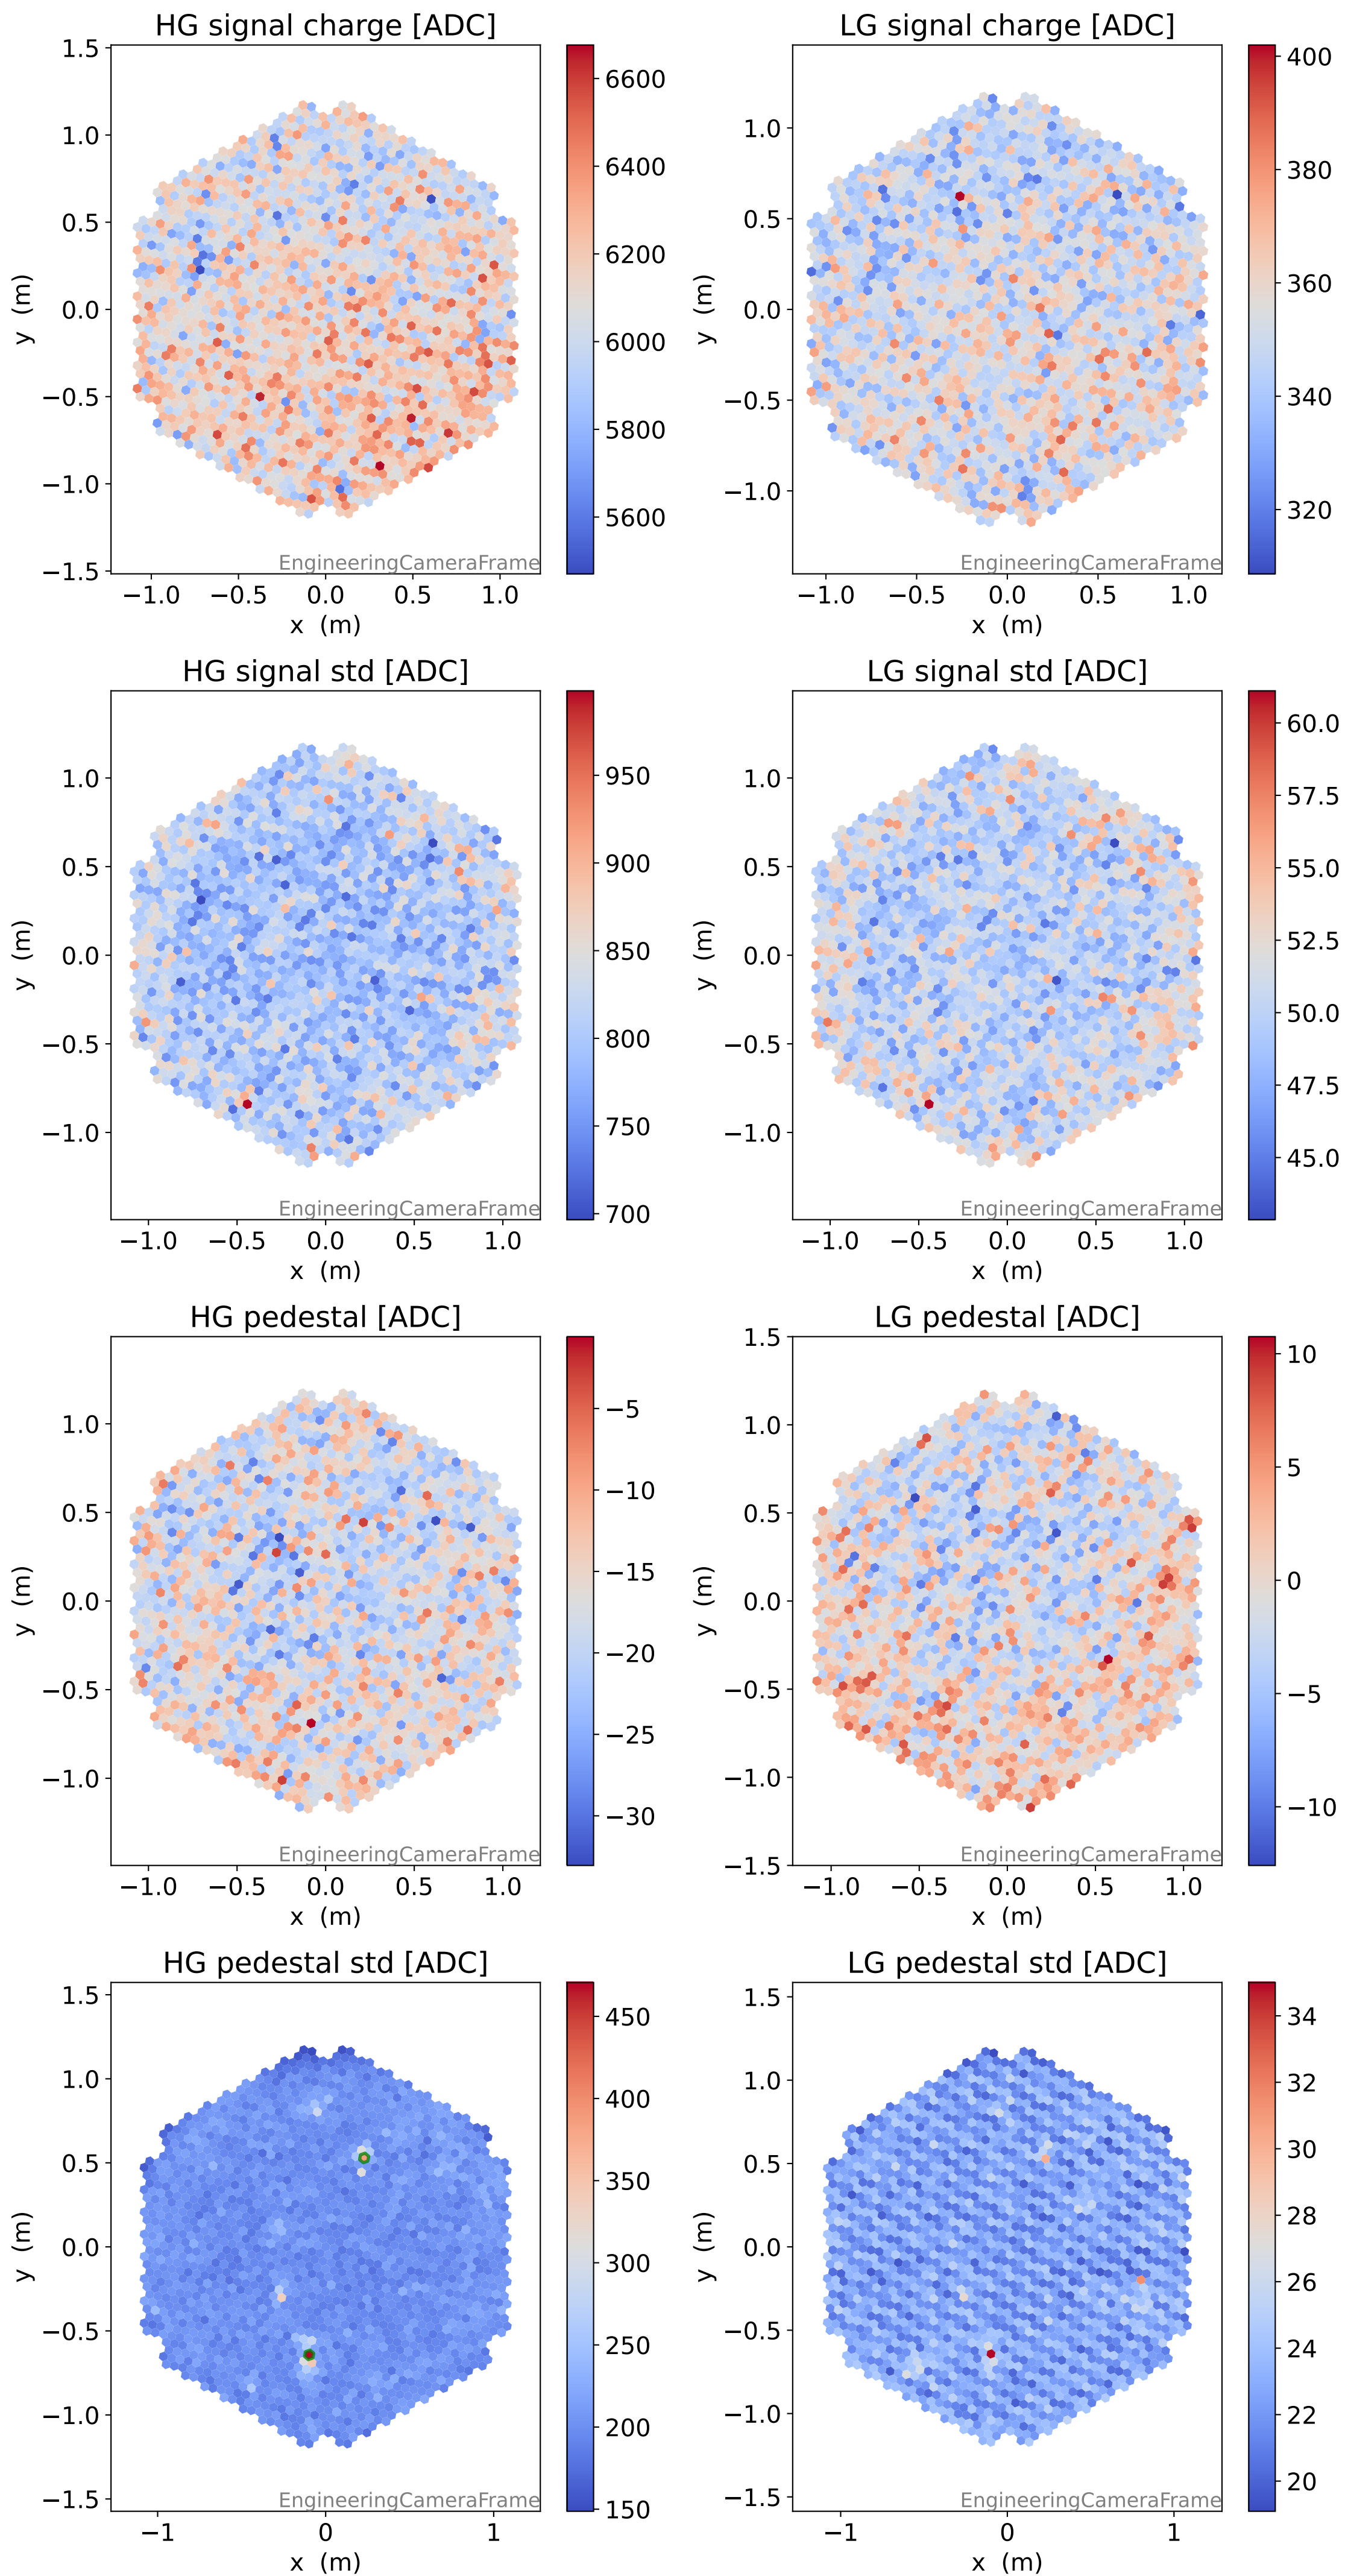 HG signal charge [ADC]
1.5
1.0
0.5
0.0
−0.5
−1.0
−1.5
y (m)
−1.0 −0.5 0.0 0.5 1.0
x (m)
EngineeringCameraFrame
6600
6400
6200
6000
5800
5600
LG signal charge [ADC]
1.0
0.5
0.0
−0.5
−1.0
y (m)
−1.0 −0.5 0.0 0.5 1.0
x (m)
EngineeringCameraFrame
400
380
360
340
320
HG signal std [ADC]
1.0
0.5
0.0
−0.5
−1.0
y (m)
−1.0 −0.5 0.0 0.5 1.0
x (m)
EngineeringCameraFrame
950
900
850
800
750
700
LG signal std [ADC]
1.0
0.5
0.0
−0.5
−1.0
y (m)
−1.0 −0.5 0.0 0.5 1.0
x (m)
EngineeringCameraFrame
60.0
57.5
55.0
52.5
50.0
47.5
45.0
HG pedestal [ADC]
1.0
0.5
0.0
−0.5
−1.0
y (m)
−1.0 −0.5 0.0 0.5 1.0
x (m)
EngineeringCameraFrame
−5
−10
−15
−20
−25
−30
LG pedestal [ADC]
1.5
1.0
0.5
0.0
−0.5
−1.0
−1.5
y (m)
−1.0 −0.5 0.0 0.5 1.0
x (m)
EngineeringCameraFrame
10
5
0
−5
−10
HG pedestal std [ADC]
1.5
1.0
0.5
0.0
−0.5
−1.0
−1.5
y (m)
−1 0 1
x (m)
EngineeringCameraFrame
450
400
350
300
250
200
150
LG pedestal std [ADC]
1.5
1.0
0.5
0.0
−0.5
−1.0
−1.5
y (m)
−1 0 1
x (m)
EngineeringCameraFrame
34
32
30
28
26
24
22
20